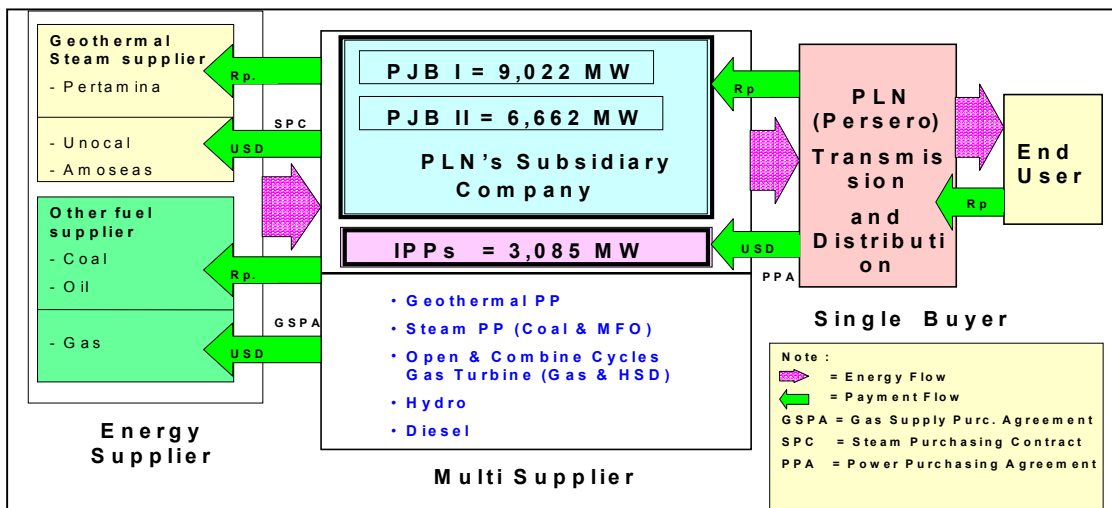 Geothermal
Steam supplier
- Pertamina
- Unocal
- Amoseas
Other fuel
supplier
- Coal
- Oil
- Gas
Energy
Supplier
Rp.
SPC
USD
Rp.
GSPA
USD
PJB I = 9,022 MW
PJB II = 6,662 MW
PLN's Subsidiary
Company
IPPs = 3,085 MW
• Geothermal PP
• Steam PP (Coal & MFO)
• Open & Combine Cycles
Gas Turbine (Gas & HSD)
• Hydro
• Diesel
Multi Supplier
Rp
USD
PPA
PLN
(Persero)
Transmis
sion
and
Distributi
on
Single Buyer
Rp
End
User
Note :
= Energy Flow
= Payment Flow
GSPA = Gas Supply Purc. Agreement
SPC = Steam Purchasing Contract
PPA = Power Purchasing Agreement